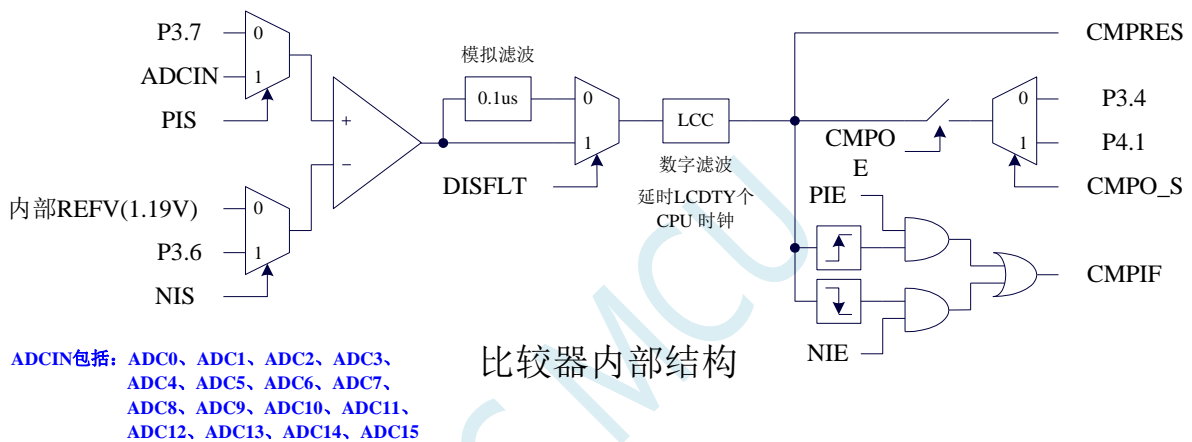 P3.7
ADCIN
PIS
0
1
+
−
内部REFV(1.19V)
P3.6
NIS
0
1
模拟滤波
0.1us
DISFLT
0
1
LCC
数字滤波
延时LCDTY个
CPU 时钟
CMPRES
CMPO
E
0
1
P3.4
P4.1
CMPO_S
PIE
NIE
CMPIF
比较器内部结构
ADCIN包括：ADC0、ADC1、ADC2、ADC3、
ADC4、ADC5、ADC6、ADC7、
ADC8、ADC9、ADC10、ADC11、
ADC12、ADC13、ADC14、ADC15
MCU